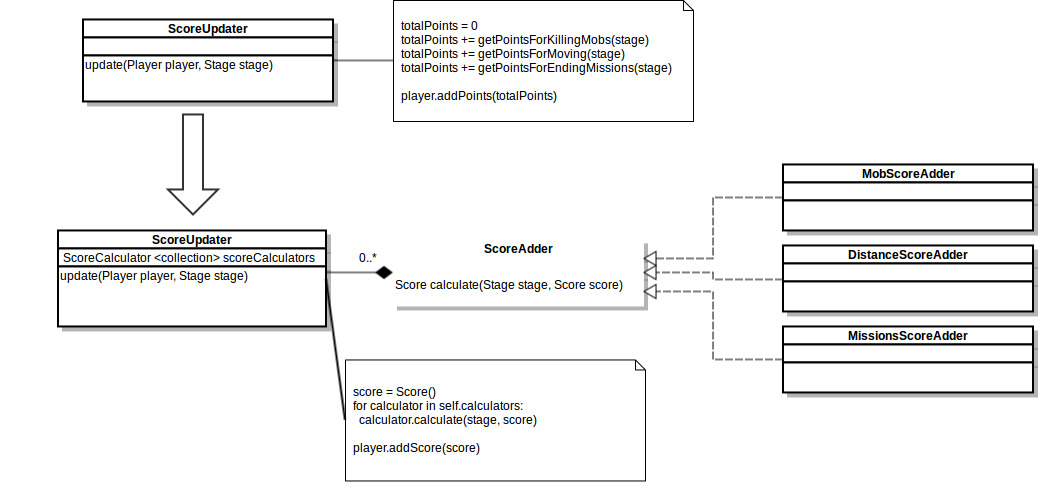 ScoreUpdater
update(Player player, Stage stage)
totalPoints = 0
totalPoints += getPointsForKillingMobs(stage)
totalPoints += getPointsForMoving(stage)
totalPoints += getPointsForEndingMissions(stage)
player.addPoints(totalPoints)
ScoreUpdater
ScoreCalculator <collection> scoreCalculators
update(Player player, Stage stage)
0..*
ScoreAdder
Score calculate(Stage stage, Score score)
MobScoreAdder
DistanceScoreAdder
MissionsScoreAdder
score = Score()
for calculator in self.calculators:
calculator.calculate(stage, score)
player.addScore(score)